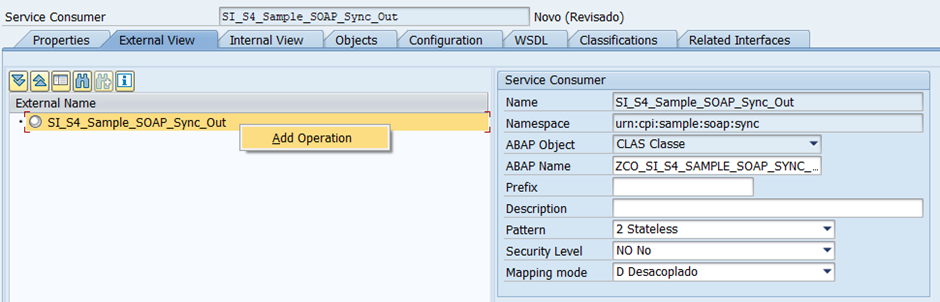 Service Consumer SI_S4_Sample_SOAP_Sync_Out Novo (Revisado)
Properties External View Internal View Objects Configuration WSDL Classifications Related Interfaces
External Name
SI_S4_Sample_SOAP_Sync_Out
Add Operation
Service Consumer
Name SI_S4_Sample_SOAP_Sync_Out
Namespace urn:cpi:sample:soap:sync
ABAP Object CLAS Classe
ABAP Name ZCO_SI_S4_SAMPLE_SOAP_SYNC_...
Prefix
Description
Pattern 2 Stateless
Security Level NO No
Mapping mode D Desacoplado